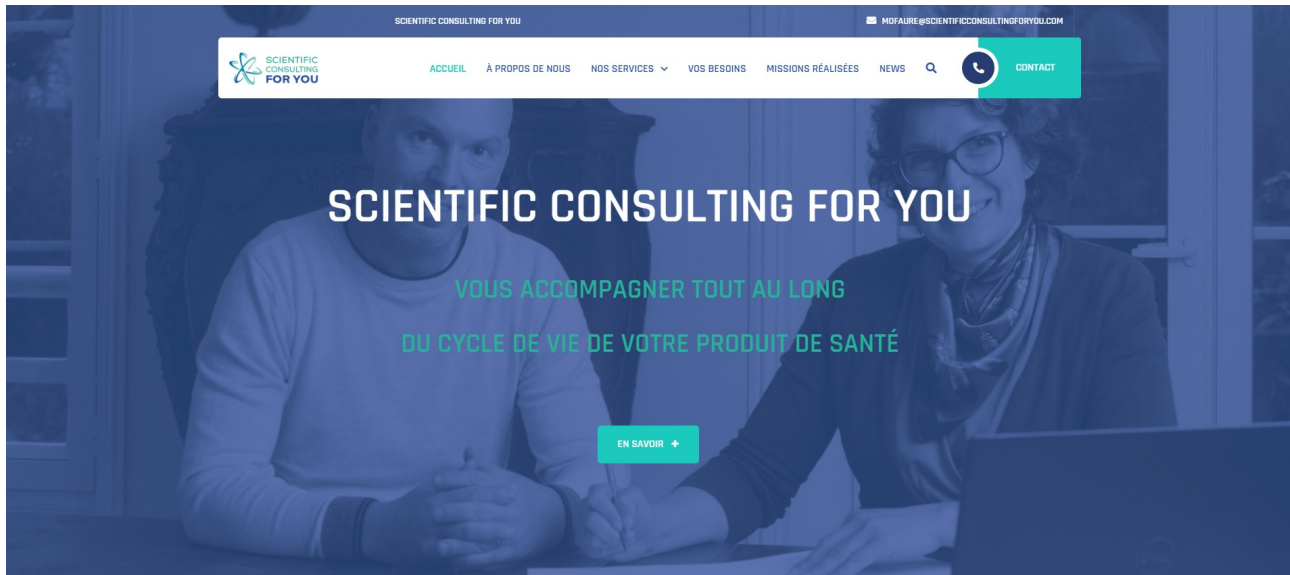 SCIENTIFIC CONSULTING FOR YOU
MOFAURE@SCIENTIFICCONSULTINGFORYOU.COM
SCIENTIFIC
CONSULTING
FOR YOU
ACCUEIL À PROPOS DE NOUS NOS SERVICES VOS BESOINS MISSIONS RÉALISÉES NEWS CONTACT
SCIENTIFIC CONSULTING FOR YOU
VOUS ACCOMPAGNER TOUT AU LONG
DU CYCLE DE VIE DE VOTRE PRODUIT DE SANTÉ
EN SAVOIR +